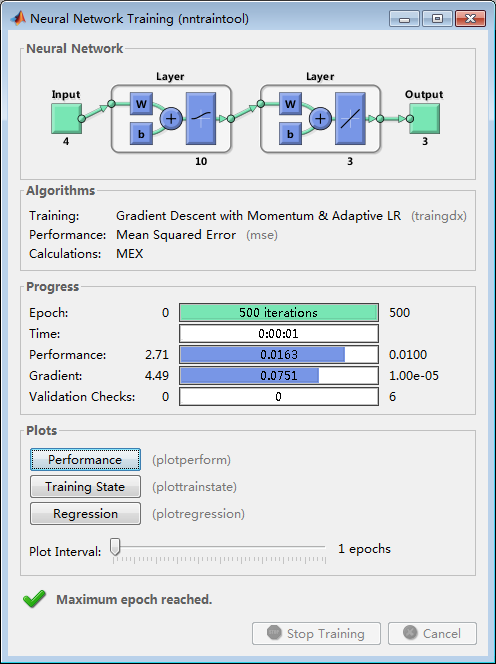 Neural Network Training (nntraintool)
Neural Network
Layer Layer
Input Output
W W
b b
+ +
4 3
10 3
Algorithms
Training: Gradient Descent with Momentum & Adaptive LR (traingdx)
Performance: Mean Squared Error (mse)
Calculations: MEX
Progress
Epoch: 0 500 iterations 500
Time: 0:00:01
Performance: 2.71 0.0163 0.0100
Gradient: 4.49 0.0751 1.00e-05
Validation Checks: 0 0 6
Plots
Performance (plotperform)
Training State (plottrainstate)
Regression (plotregression)
Plot Interval: 1 epochs
Maximum epoch reached.
Stop Training Cancel